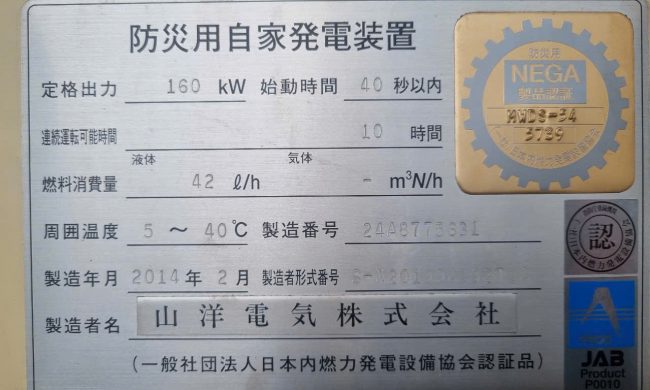 防災用自家発電装置
定格出力 160 kW 始動時間 40 秒以内
連続運転可能時間 10 時間
液体 気体
燃料消費量 42 ℓ/h - m³N/h
周囲温度 5 ～ 40℃ 製造番号
製造年月 2014 年 2 月 製造者形式番号
製造者名 山洋電気株式会社
(一般社団法人日本内燃力発電設備協会認証品)
防災用
NEGA
製品認証
認
JAB
Product
P0010